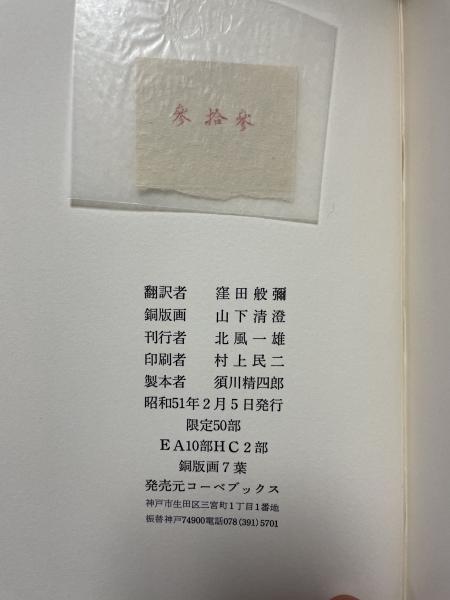 参拾参
翻訳者 窪田般彌
銅版画 山下清澄
刊行者 北風一雄
印刷者 村上民二
製本者 須川精四郎
昭和51年2月5日発行
限定50部
EA10部HC2部
銅版画7葉
発売元コーベブックス
神戸市生田区三宮町1丁目1番地
振替神戸74900電話078(391)5701